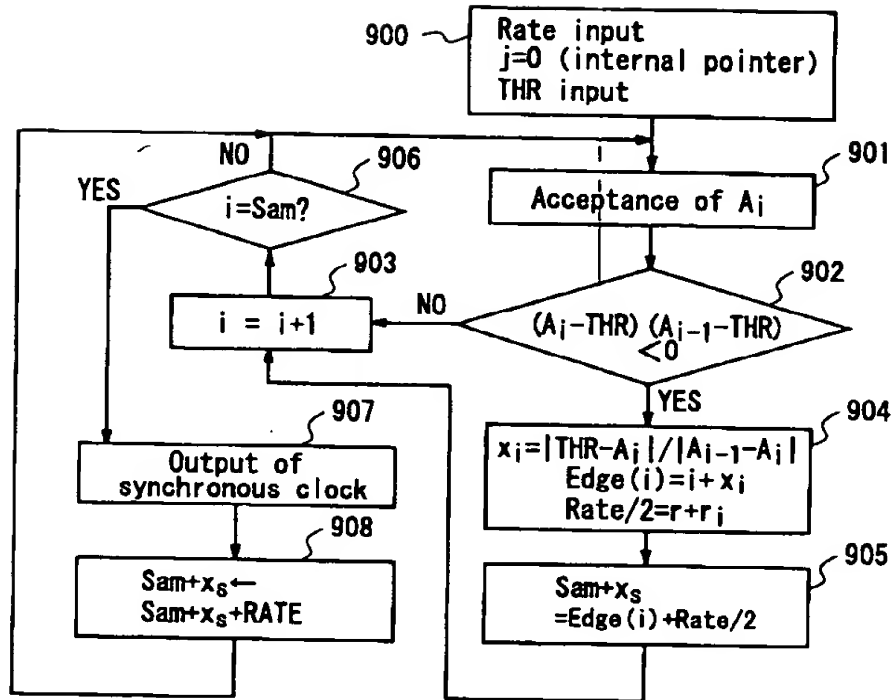 900
Rate input
j=0 (internal pointer)
THR input
901
Acceptance of Ai
902
(Ai-THR) (Ai-1-THR)
<0
NO
YES
903
i = i+1
906
i=Sam?
NO
YES
904
xi=|THR-Ai|/|Ai-1-Ai|
Edge(i)=i+xi
Rate/2=r+ri
905
Sam+xs
=Edge(i)+Rate/2
907
Output of
synchronous clock
908
Sam+xs←
Sam+xs+RATE